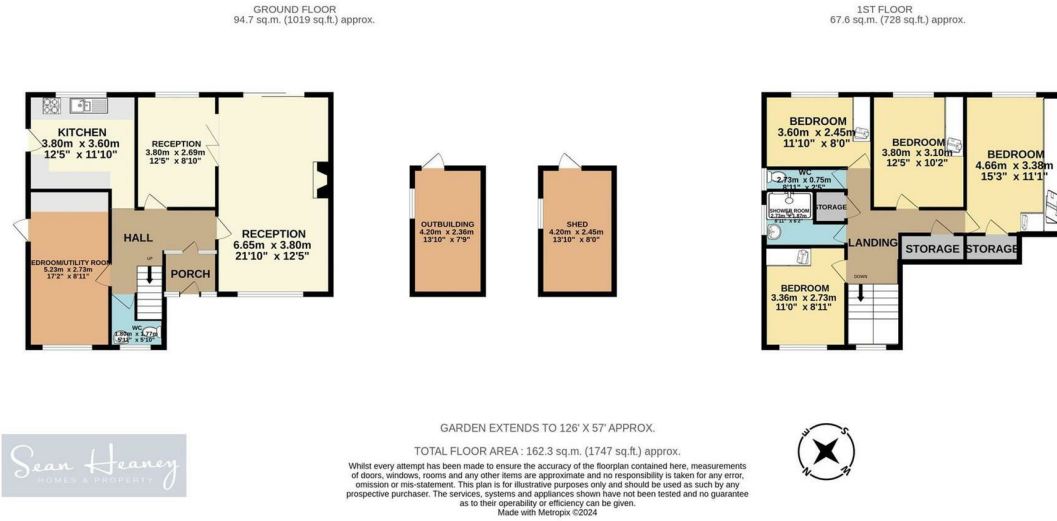 GROUND FLOOR
94.7 sq.m. (1019 sq.ft.) approx.
1ST FLOOR
67.6 sq.m. (728 sq.ft.) approx.
KITCHEN
3.80m x 3.60m
12'5" x 11'10"
RECEPTION
3.80m x 2.69m
12'5" x 8'10"
RECEPTION
6.65m x 3.80m
21'10" x 12'5"
HALL
UP
PORCH
BEDROOM/UTILITY ROOM
5.23m x 2.73m
17'2" x 8'11"
WC
1.80m x 1.77m
5'11" x 5'10"
OUTBUILDING
4.20m x 2.36m
13'10" x 7'9"
SHED
4.20m x 2.45m
13'10" x 8'0"
BEDROOM
3.60m x 2.45m
11'10" x 8'0"
BEDROOM
3.80m x 3.10m
12'5" x 10'2"
BEDROOM
4.66m x 3.38m
15'3" x 11'1"
WC
2.73m x 0.75m
8'11" x 2'5"
STORAGE
SHOWER ROOM
LANDING
STORAGE
STORAGE
DOWN
BEDROOM
3.36m x 2.73m
11'0" x 8'11"
Sean Heaney
HOMES & PROPERTY
GARDEN EXTENDS TO 126' X 57' APPROX.
TOTAL FLOOR AREA : 162.3 sq.m. (1747 sq.ft.) approx.
Whilst every attempt has been made to ensure the accuracy of the floorplan contained here, measurements
of doors, windows, rooms and any other items are approximate and no responsibility is taken for any error,
omission or mis-statement. This plan is for illustrative purposes only and should be used as such by any
prospective purchaser. The services, systems and appliances shown have not been tested and no guarantee
as to their operability or efficiency can be given.
Made with Metropix ©2024
E
S
N
W